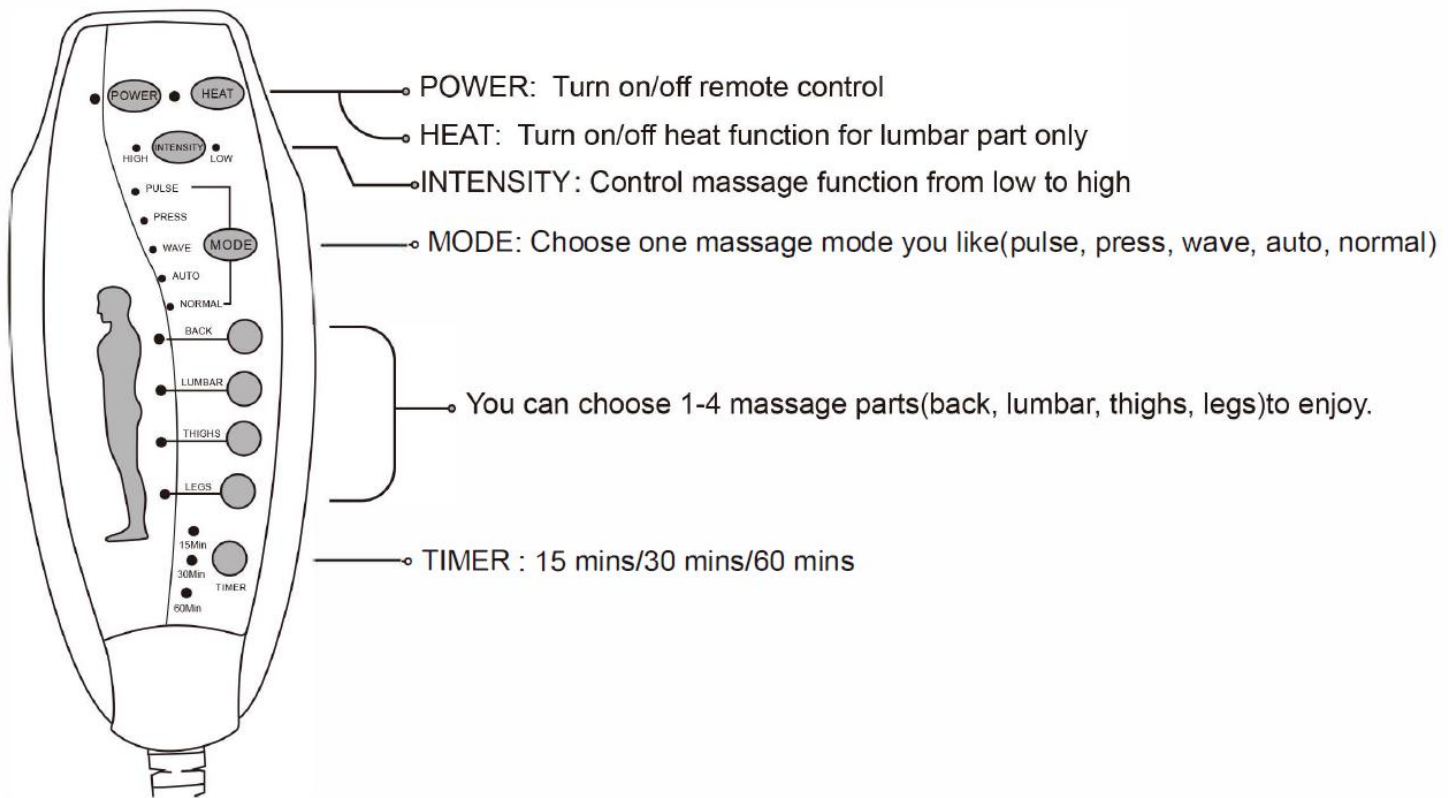 POWER
HEAT
POWER: Turn on/off remote control
HEAT: Turn on/off heat function for lumbar part only
INTENSITY
HIGH
LOW
INTENSITY: Control massage function from low to high
PULSE
PRESS
WAVE
MODE
AUTO
NORMAL
MODE: Choose one massage mode you like(pulse, press, wave, auto, normal)
BACK
LUMBAR
THIGHS
LEGS
You can choose 1-4 massage parts(back, lumbar, thighs, legs)to enjoy.
15Min
30Min
60Min
TIMER
TIMER : 15 mins/30 mins/60 mins